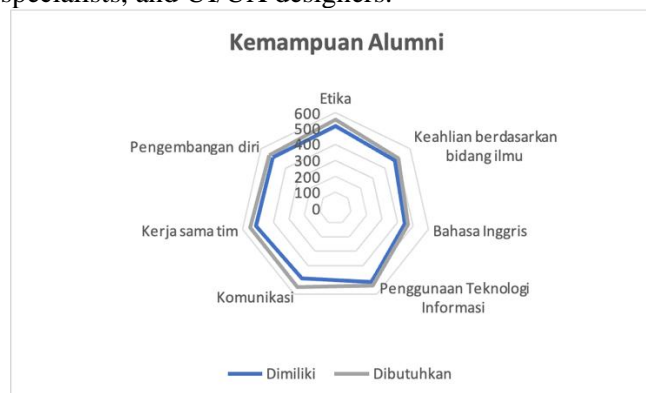 specialists, and UI/UX designers.
Kemampuan Alumni
Etika
600
500
400
300
200
100
0
Keahlian berdasarkan
bidang ilmu
Bahasa Inggris
Penggunaan Teknologi
Informasi
Komunikasi
Kerja sama tim
Pengembangan diri
Dimiliki
Dibutuhkan